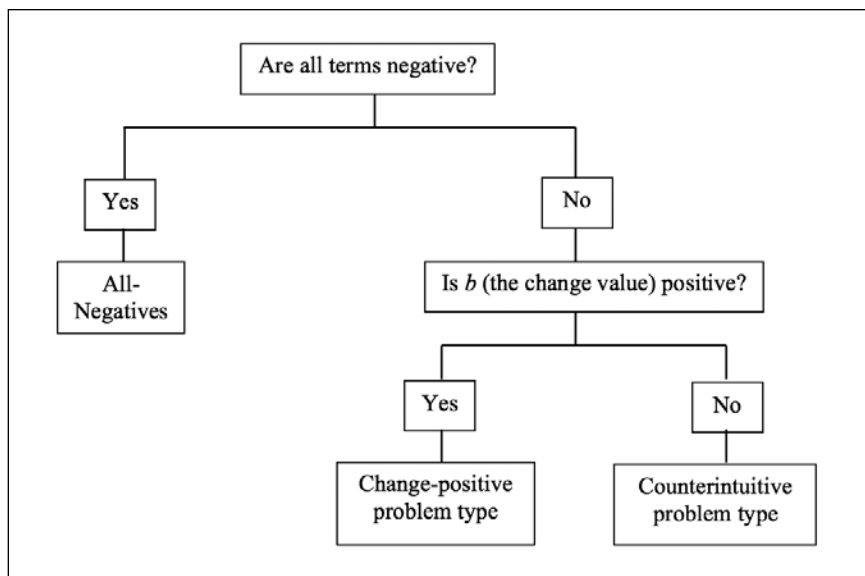 Are all terms negative?
Yes
No
All-
Negatives
Is b (the change value) positive?
Yes
No
Change-positive
problem type
Counterintuitive
problem type